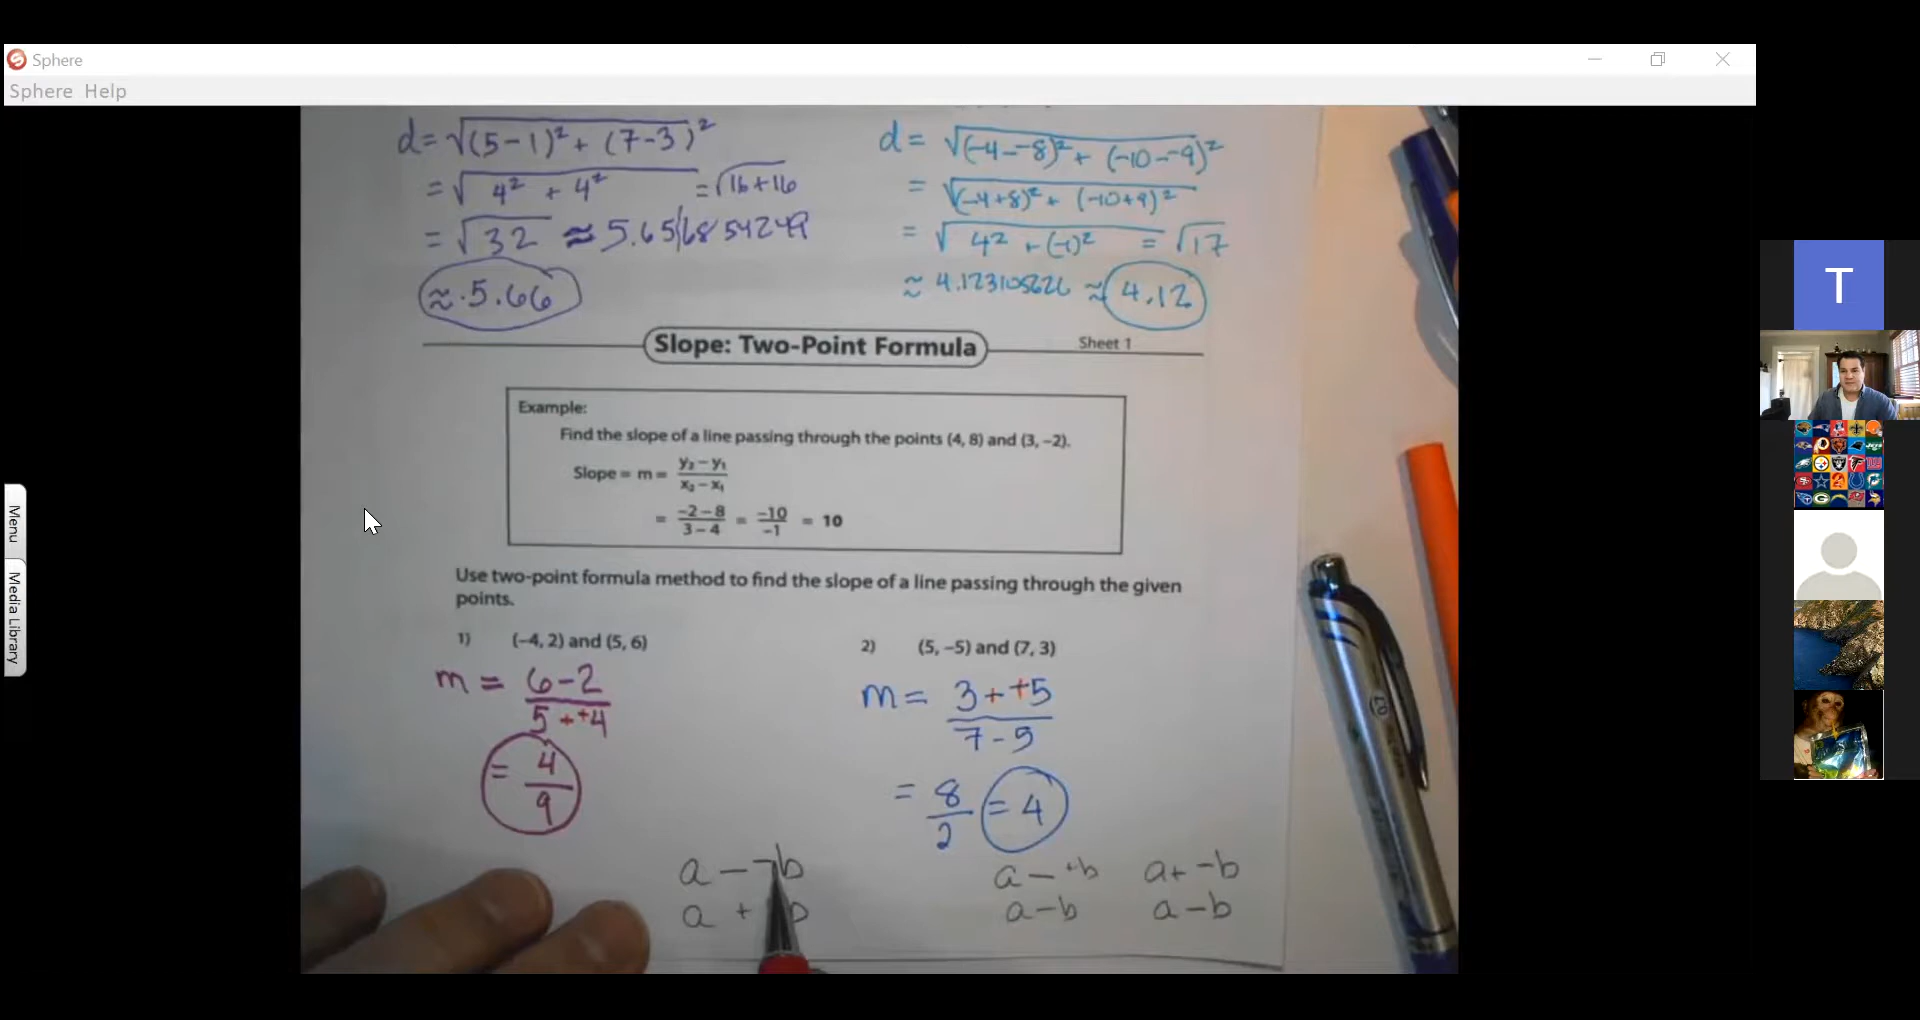 Sphere
Sphere Help
d = √(5-1)² + (7-3)²
= √4² + 4² = √16+16
= √32 ≈ 5.656854249
≈ 5.66
d = √(-4--8)² + (-10--9)²
= √(-4+8)² + (-10+9)²
= √4² + (-1)² = √17
≈ 4.123105626 ≈ 4.12
Slope: Two-Point Formula
Sheet 1
Example:
Find the slope of a line passing through the points (4, 8) and (3, −2).
Slope = m = y₂ − y₁ / x₂ − x₁
= −2 − 8 / 3 − 4 = −10 / −1 = 10
Use two-point formula method to find the slope of a line passing through the given
points.
1) (−4, 2) and (5, 6)
m = 6-2 / 5 + +4
= 4 / 9
2) (5, −5) and (7, 3)
m = 3 + +5 / 7-5
= 8 / 2 = 4
a - -b
a + b
a - +b
a - b
a + -b
a - b
Menu
Media Library
T